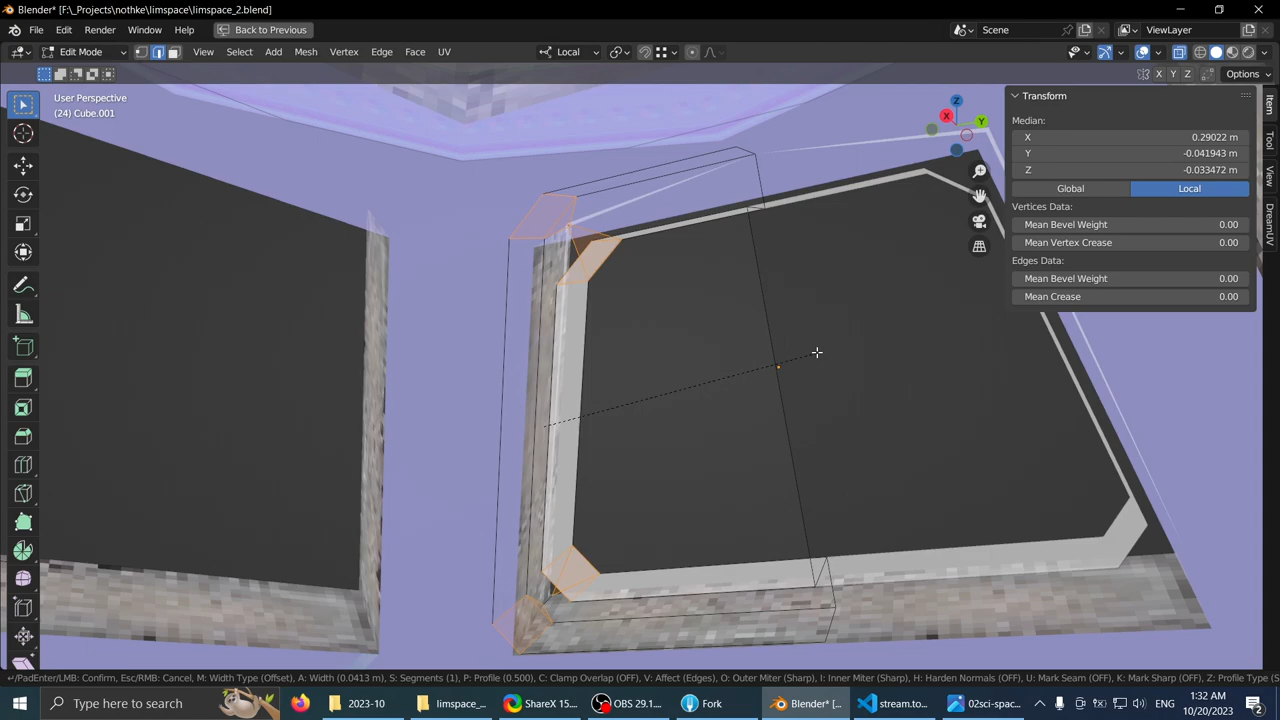 Blender* [F:\_Projects\nothke\limspace\limspace_2.blend]
File Edit Render Window Help Back to Previous Scene ViewLayer
Edit Mode View Select Add Mesh Vertex Edge Face UV Local
X Y Z Options
User Perspective
(24) Cube.001
Z
X
Y
Transform
Median:
X 0.29022 m
Y -0.041943 m
Z -0.033472 m
Global Local
Vertices Data:
Mean Bevel Weight 0.00
Mean Vertex Crease 0.00
Edges Data:
Mean Bevel Weight 0.00
Mean Crease 0.00
Item
Tool
View
DreamUV
↵/PadEnter/LMB: Confirm, Esc/RMB: Cancel, M: Width Type (Offset), A: Width (0.0413 m), S: Segments (1), P: Profile (0.500), C: Clamp Overlap (OFF), V: Affect (Edges), O: Outer Miter (Sharp), I: Inner Miter (Sharp), H: Harden Normals (OFF), U: Mark Seam (OFF), K: Mark Sharp (OFF), Z: Profile Type (S
Type here to search 2023-10 limspace_... ShareX 15.... OBS 29.1.... Fork Blender* [... stream.to... 02sci-spac... ENG 1:32 AM
10/20/2023 2